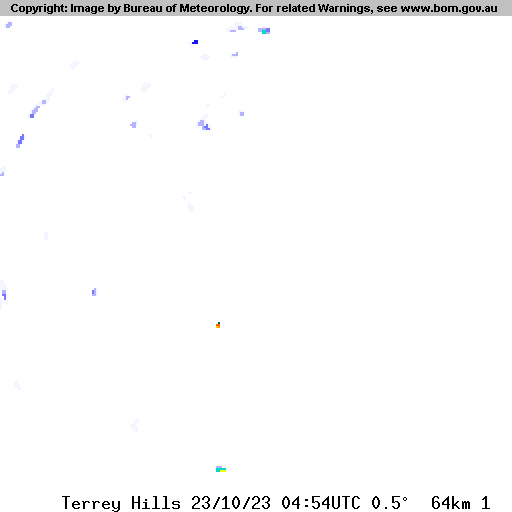 Copyright: Image by Bureau of Meteorology. For related Warnings, see www.bom.gov.au
Terrey Hills 23/10/23 04:54UTC 0.5° 64km 1